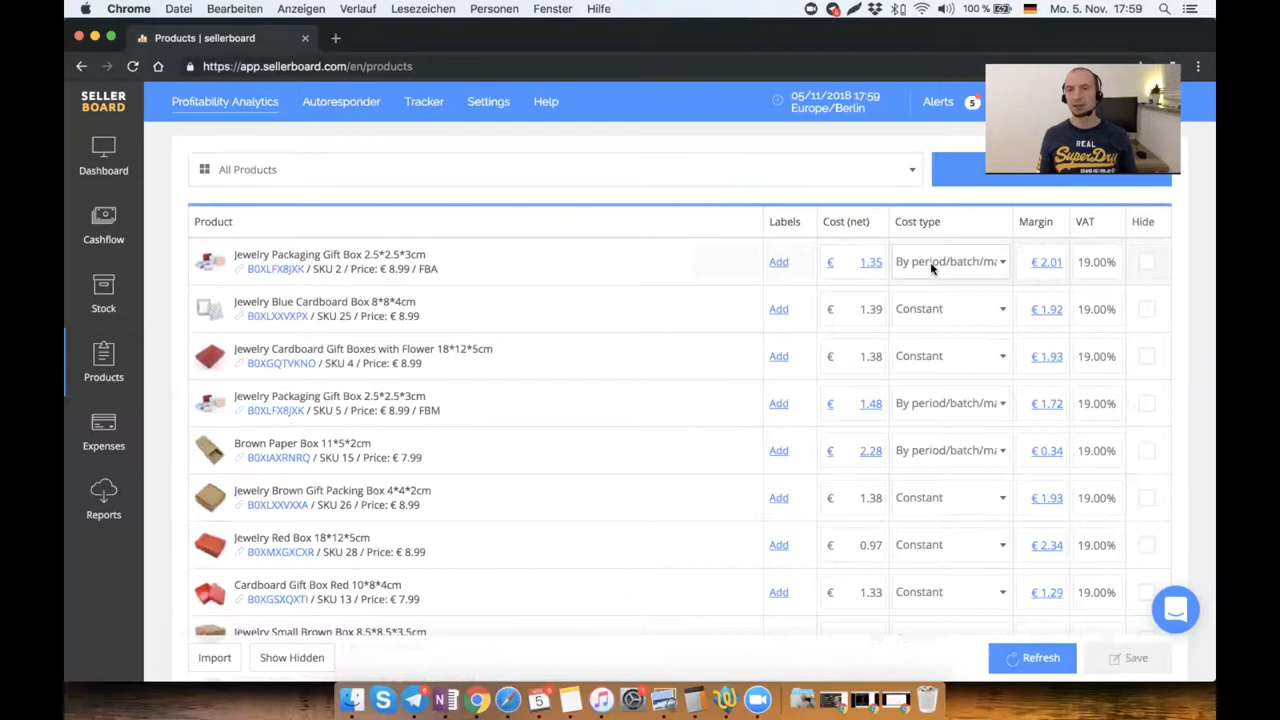 Chrome Datei Bearbeiten Anzeigen Verlauf Lesezeichen Personen Fenster Hilfe 100 % Mo. 5. Nov. 17:59
Products | sellerboard
https://app.sellerboard.com/en/products
SELLER BOARD
Profitability Analytics Autoresponder Tracker Settings Help 05/11/2018 17:59 Europe/Berlin Alerts 5
REAL
SuperDry
Dashboard
Cashflow
Stock
Products
Expenses
Reports
All Products
Product Labels Cost (net) Cost type Margin VAT Hide
Jewelry Packaging Gift Box 2.5*2.5*3cm
B0XLFX8JXK / SKU 2 / Price: € 8.99 / FBA Add € 1.35 By period/batch/ma € 2.01 19.00%
Jewelry Blue Cardboard Box 8*8*4cm
B0XLXXVXPX / SKU 25 / Price: € 8.99 Add € 1.39 Constant € 1.92 19.00%
Jewelry Cardboard Gift Boxes with Flower 18*12*5cm
B0XGQTVKNO / SKU 4 / Price: € 8.99 Add € 1.38 Constant € 1.93 19.00%
Jewelry Packaging Gift Box 2.5*2.5*3cm
B0XLFX8JXK / SKU 5 / Price: € 8.99 / FBM Add € 1.48 By period/batch/ma € 1.72 19.00%
Brown Paper Box 11*5*2cm
B0XIAXRNRQ / SKU 15 / Price: € 7.99 Add € 2.28 By period/batch/ma € 0.34 19.00%
Jewelry Brown Gift Packing Box 4*4*2cm
B0XLXXVXXA / SKU 26 / Price: € 8.99 Add € 1.38 Constant € 1.93 19.00%
Jewelry Red Box 18*12*5cm
B0XMXGXCXR / SKU 28 / Price: € 8.99 Add € 0.97 Constant € 2.34 19.00%
Cardboard Gift Box Red 10*8*4cm
B0XGSXQXTI / SKU 13 / Price: € 7.99 Add € 1.33 Constant € 1.29 19.00%
Jewelry Small Brown Box 8.5*8.5*3.5cm
Import Show Hidden Refresh Save